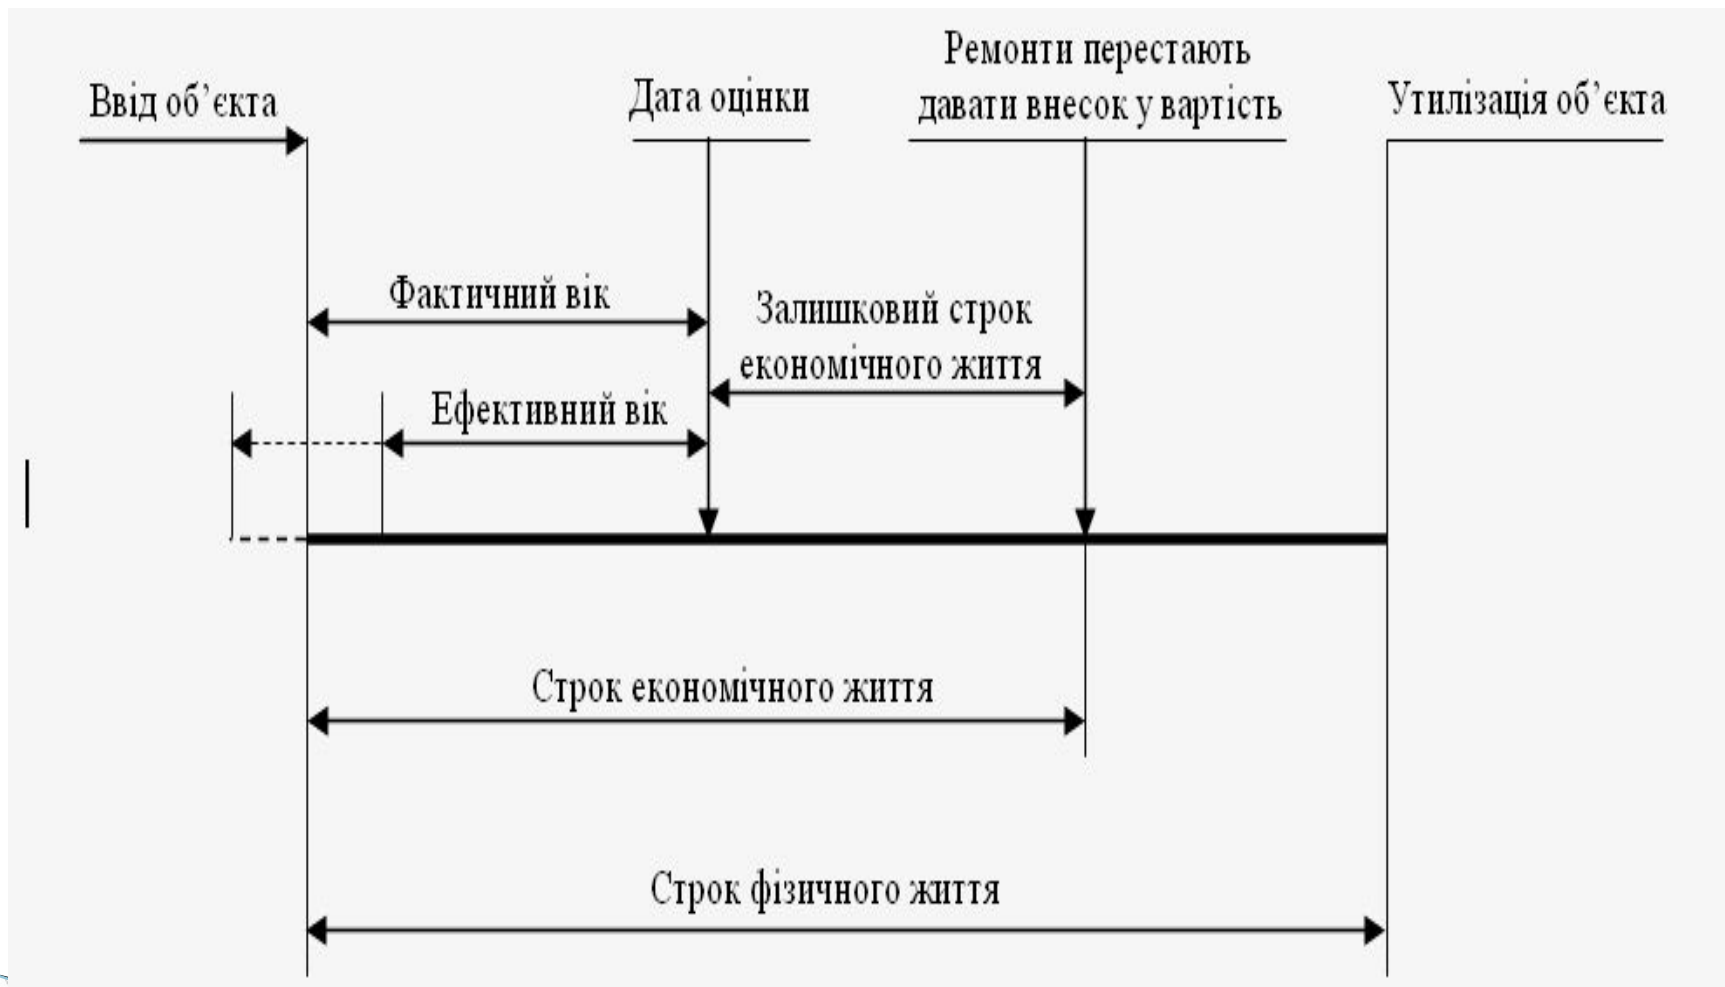 Ввід об’єкта
Дата оцінки
Ремонти перестають
давати внесок у вартість
Утилізація об’єкта
Фактичний вік
Залишковий строк
економічного життя
Ефективний вік
Строк економічного життя
Строк фізичного життя